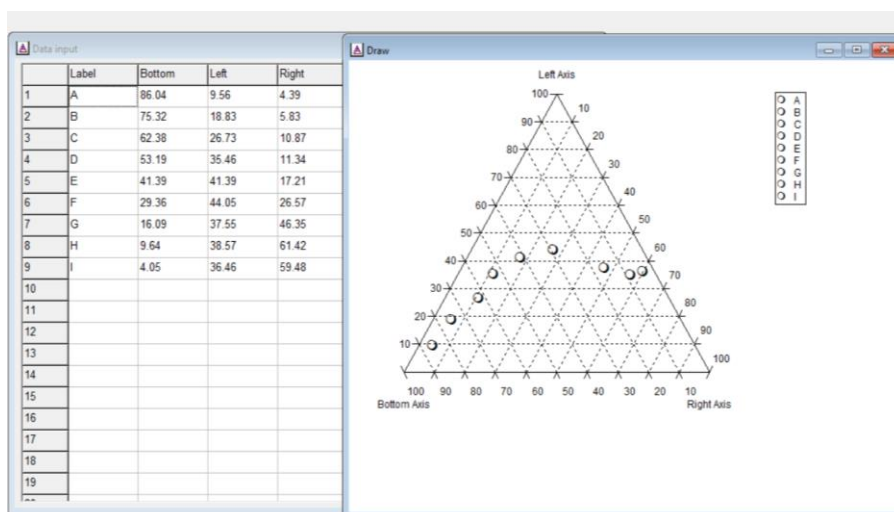 Data input
Label Bottom Left Right
1 A 86.04 9.56 4.39
2 B 75.32 18.83 5.83
3 C 62.38 26.73 10.87
4 D 53.19 35.46 11.34
5 E 41.39 41.39 17.21
6 F 29.36 44.05 26.57
7 G 16.09 37.55 46.35
8 H 9.64 38.57 61.42
9 I 4.05 36.46 59.48
10
11
12
13
14
15
16
17
18
19
Draw
Left Axis
100
90 10
80 20
70 30
60 40
50 50
40 60
30 70
20 80
10 90
100
100 90 80 70 60 50 40 30 20 10
Bottom Axis Right Axis
A
B
C
D
E
F
G
H
I